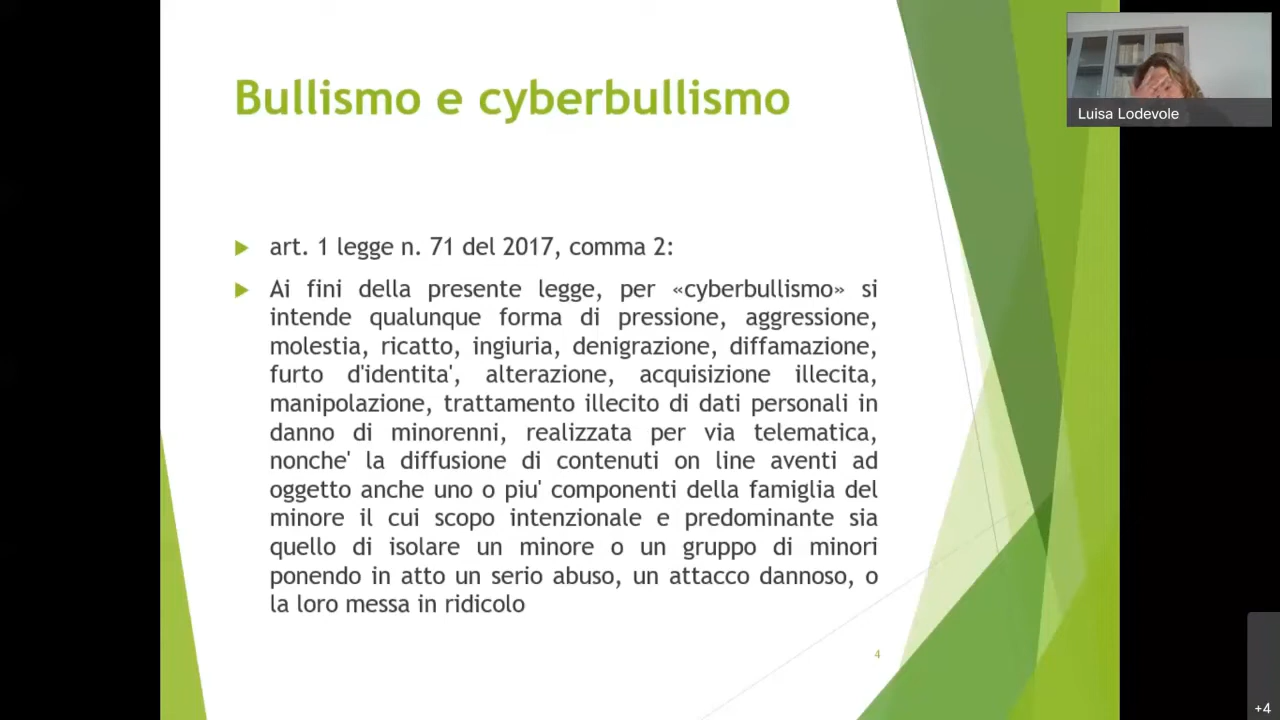 Bullismo e cyberbullismo
Luisa Lodevole
art. 1 legge n. 71 del 2017, comma 2:
Ai fini della presente legge, per «cyberbullismo» si
intende qualunque forma di pressione, aggressione,
molestia, ricatto, ingiuria, denigrazione, diffamazione,
furto d'identita', alterazione, acquisizione illecita,
manipolazione, trattamento illecito di dati personali in
danno di minorenni, realizzata per via telematica,
nonche' la diffusione di contenuti on line aventi ad
oggetto anche uno o piu' componenti della famiglia del
minore il cui scopo intenzionale e predominante sia
quello di isolare un minore o un gruppo di minori
ponendo in atto un serio abuso, un attacco dannoso, o
la loro messa in ridicolo
4
+4